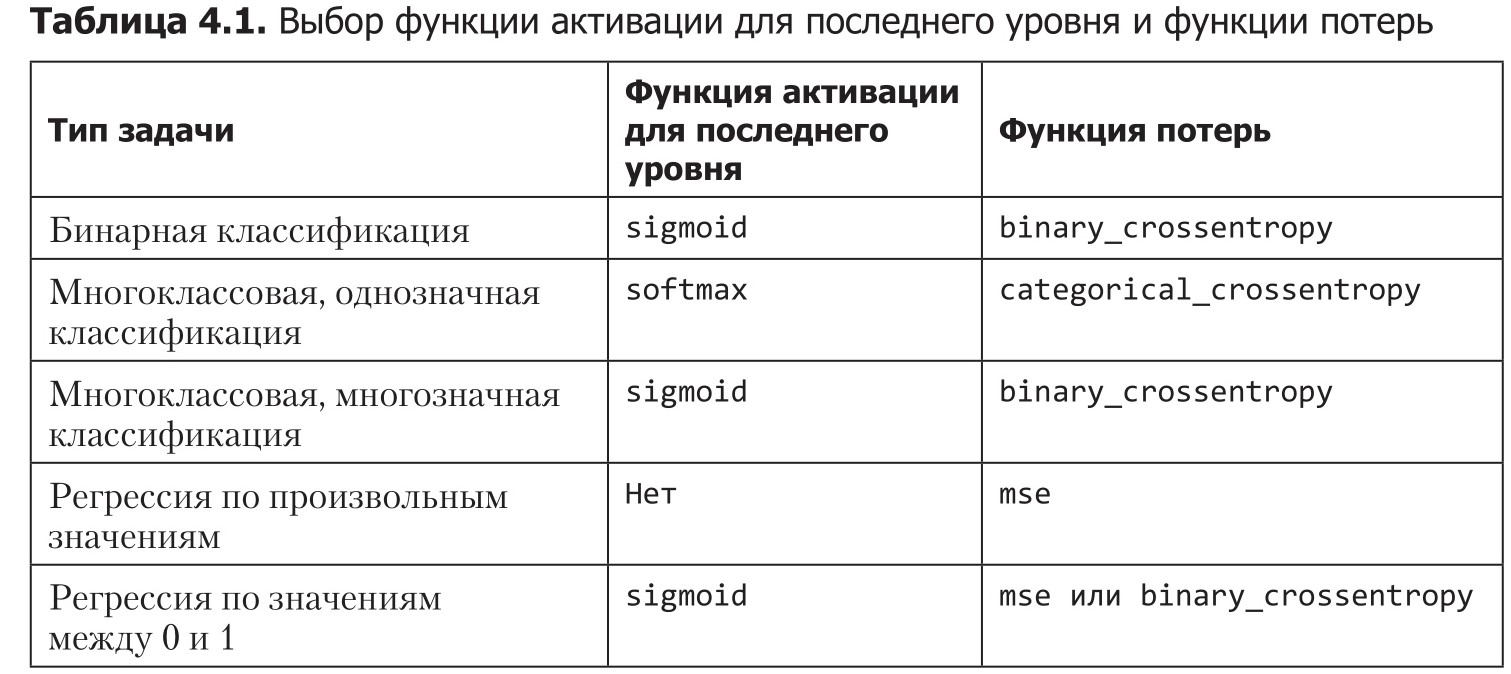 Таблица 4.1. Выбор функции активации для последнего уровня и функции потерь
Тип задачи
Функция активации
для последнего
уровня
Функция потерь
Бинарная классификация
sigmoid
binary_crossentropy
Многоклассовая, однозначная
классификация
softmax
categorical_crossentropy
Многоклассовая, многозначная
классификация
sigmoid
binary_crossentropy
Регрессия по произвольным
значениям
Нет
mse
Регрессия по значениям
между 0 и 1
sigmoid
mse или binary_crossentropy